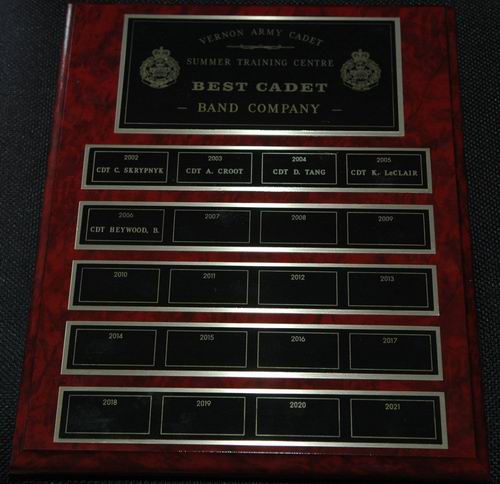 VERNON ARMY CADET
SUMMER TRAINING CENTRE
BEST CADET
— BAND COMPANY —
2002 2003 2004 2005
CDT C. SKRYPNYK CDT A. CROOT CDT D. TANG CDT K. LeCLAIR
2006 2007 2008 2009
CDT HEYWOOD, B.
2010 2011 2012 2013
2014 2015 2016 2017
2018 2019 2020 2021